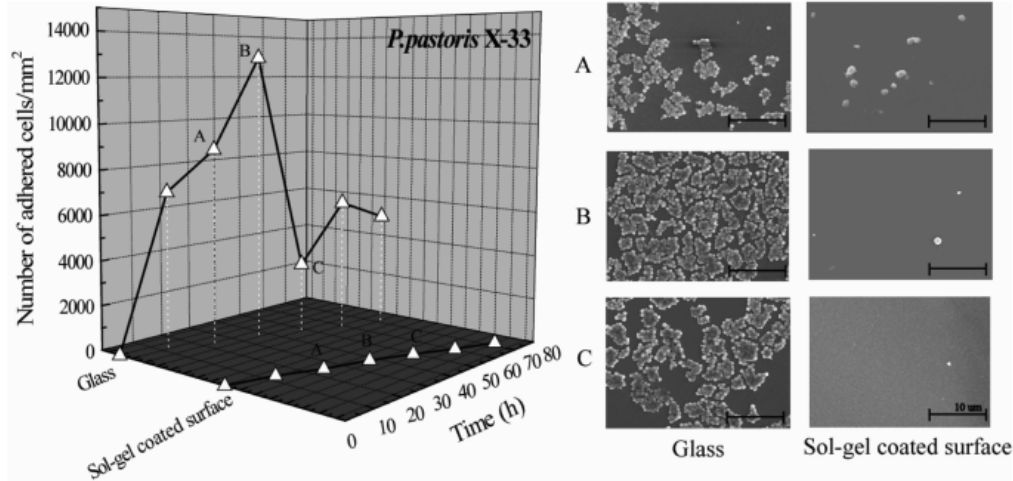 P.pastoris X-33
Number of adhered cells/mm²
14000
12000
10000
8000
6000
4000
2000
0
A
B
C
A
B
C
Glass
Sol-gel coated surface
0
10
20
30
40
50
60
70
80
Time (h)
A
B
C
10 um
Glass
Sol-gel coated surface